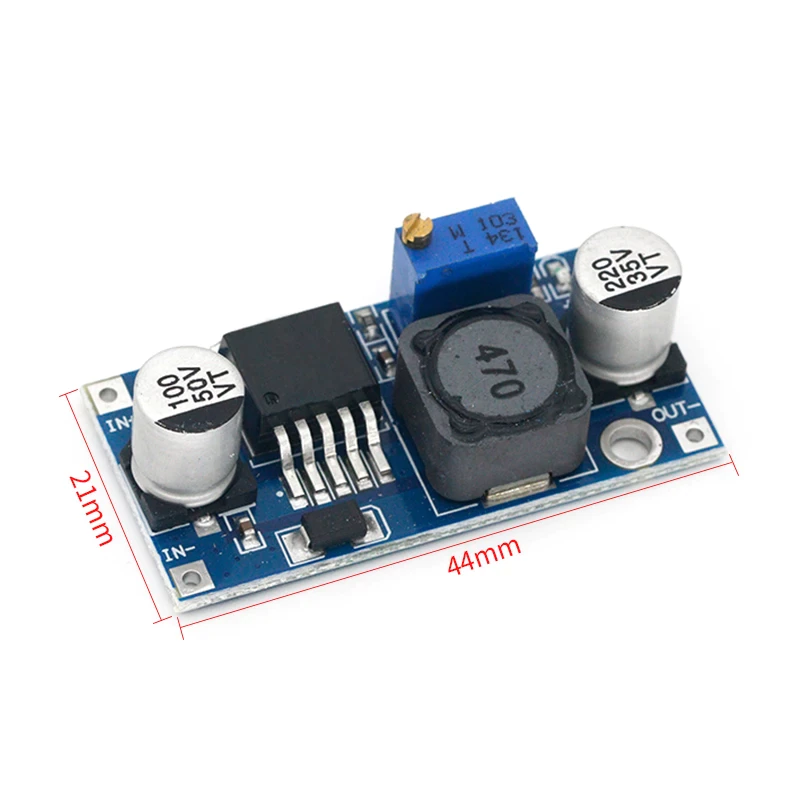 103
134
T
M
220
35V
VT
470
100
50V
VT
IN+
OUT-
IN-
21mm
44mm